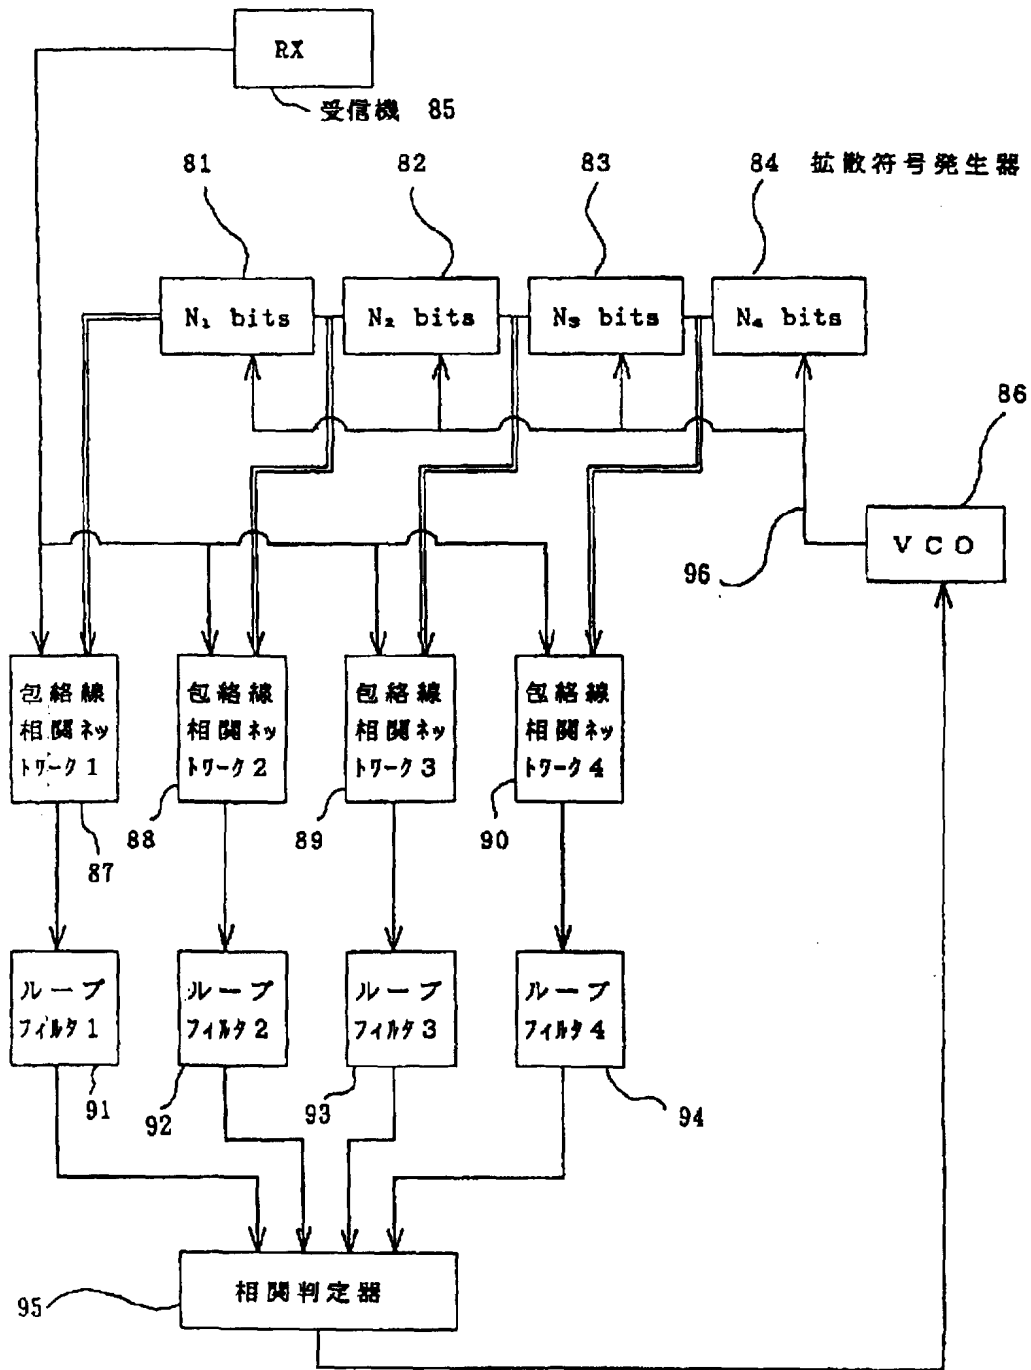 RX
受信機 85
81
82
83
84 拡散符号発生器
N₁ bits
N₂ bits
N₃ bits
N₄ bits
86
VCO
96
包絡線
相関ネッ
トワーク1
包絡線
相関ネッ
トワーク2
包絡線
相関ネッ
トワーク3
包絡線
相関ネッ
トワーク4
87
88
89
90
ループ
フィルタ1
ループ
フィルタ2
ループ
フィルタ3
ループ
フィルタ4
91
92
93
94
相関判定器
95